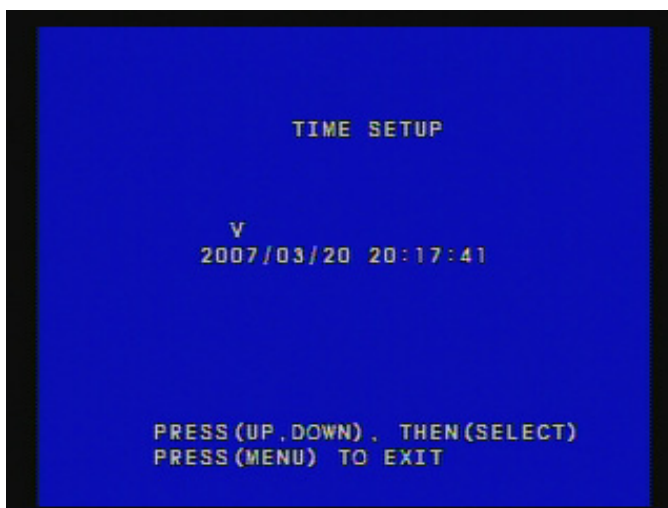 TIME SETUP
V
2007/03/20 20:17:41
PRESS(UP,DOWN), THEN(SELECT)
PRESS(MENU) TO EXIT